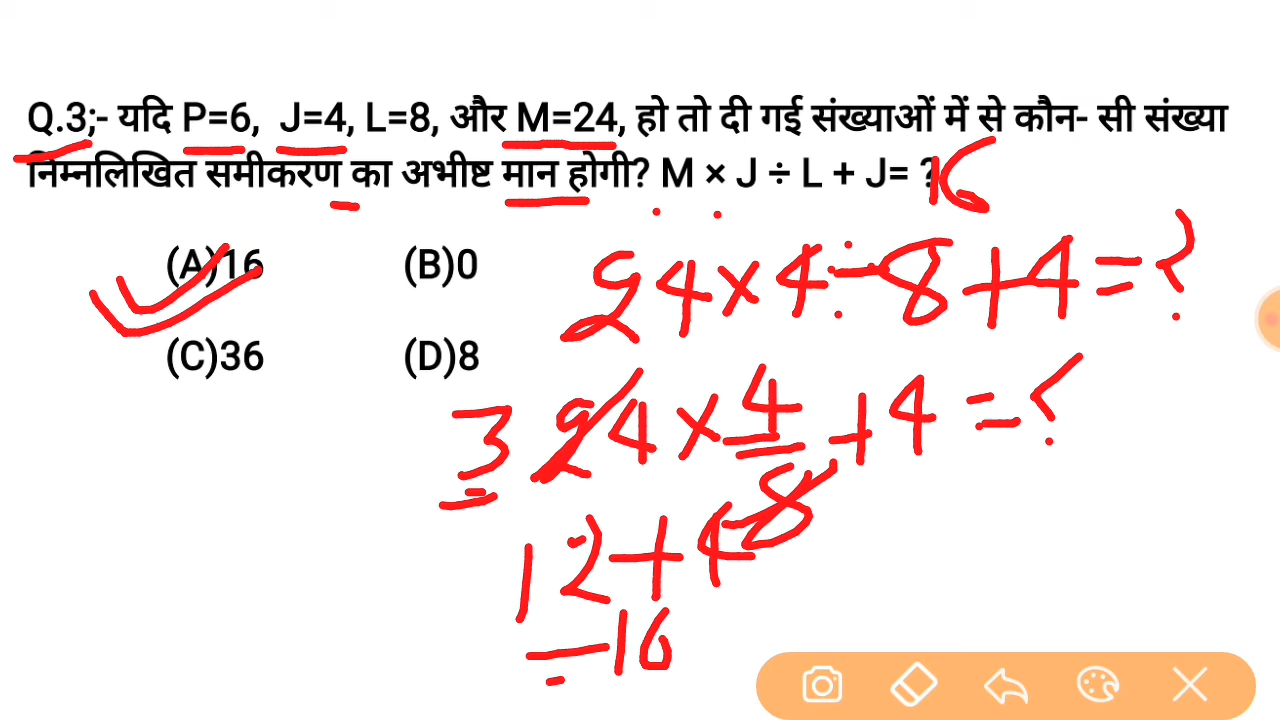 Q.3;- यदि P=6, J=4, L=8, और M=24, हो तो दी गई संख्याओं में से कौन- सी संख्या
निम्नलिखित समीकरण का अभीष्ट मान होगी? M × J ÷ L + J= ? 16
(A)16 (B)0
24×4÷8+4=?
(C)36 (D)8
3 24×4/8+4=?
12+4
=16